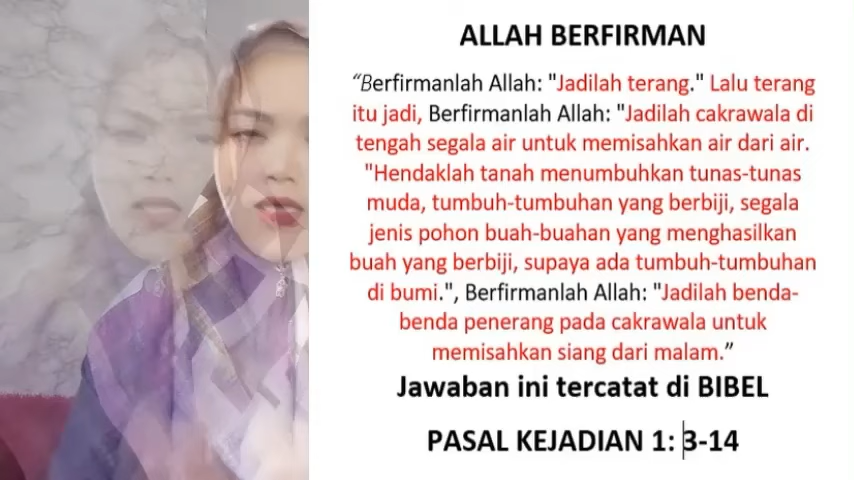 ALLAH BERFIRMAN
“Berfirmanlah Allah: "Jadilah terang." Lalu terang
itu jadi, Berfirmanlah Allah: "Jadilah cakrawala di
tengah segala air untuk memisahkan air dari air.
"Hendaklah tanah menumbuhkan tunas-tunas
muda, tumbuh-tumbuhan yang berbiji, segala
jenis pohon buah-buahan yang menghasilkan
buah yang berbiji, supaya ada tumbuh-tumbuhan
di bumi.", Berfirmanlah Allah: "Jadilah benda-
benda penerang pada cakrawala untuk
memisahkan siang dari malam.”
Jawaban ini tercatat di BIBEL
PASAL KEJADIAN 1: 3-14